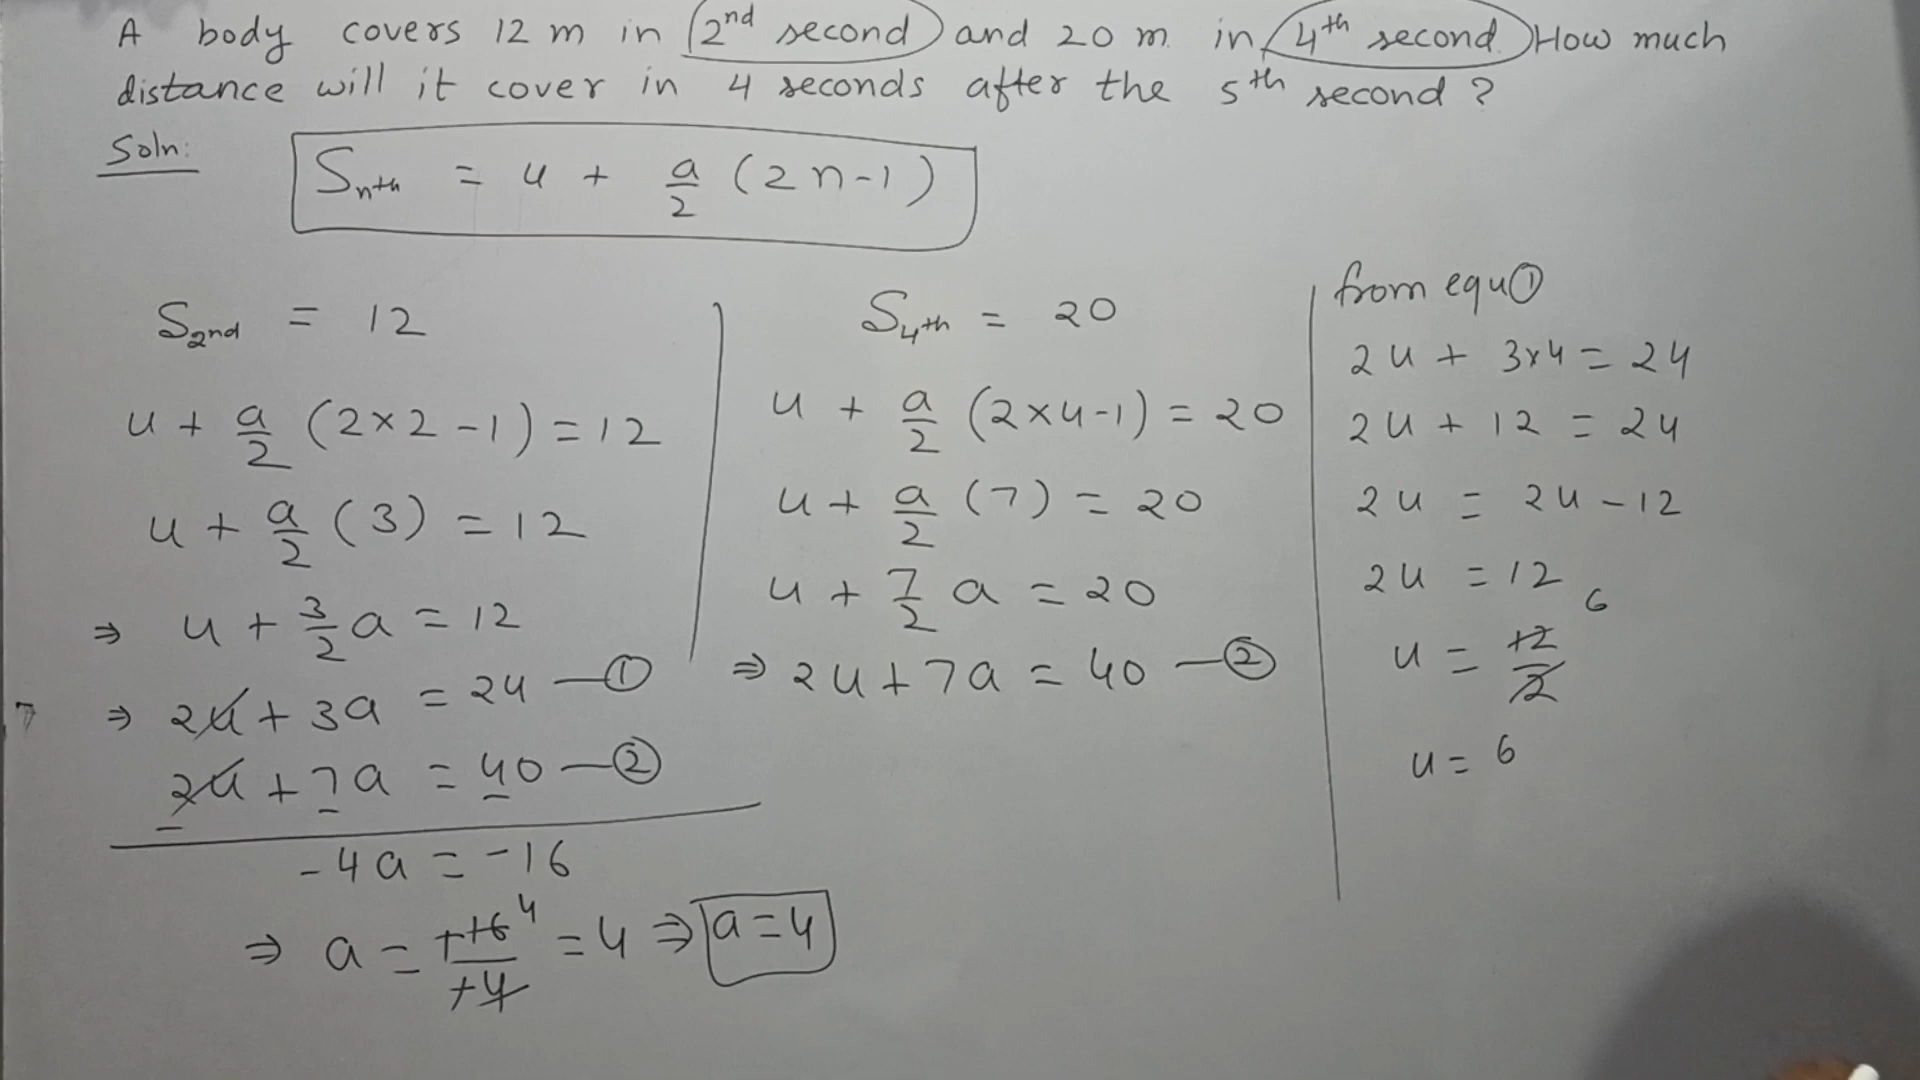 A body covers 12 m in 2nd second and 20 m in 4th second. How much
distance will it cover in 4 seconds after the 5th second ?
Soln:
Snth = u + a/2 (2n-1)
S2nd = 12
u + a/2 (2×2-1) = 12
u + a/2 (3) = 12
⇒ u + 3/2 a = 12
⇒ 2u + 3a = 24 — ①
2u + 7a = 40 — ②
- - -
-4a = -16
⇒ a = +16/+4 4 = 4 ⇒ a = 4
S4th = 20
u + a/2 (2×4-1) = 20
u + a/2 (7) = 20
u + 7/2 a = 20
⇒ 2u + 7a = 40 — ②
from equ ①
2u + 3×4 = 24
2u + 12 = 24
2u = 24 - 12
2u = 12
u = 12/2 6
u = 6